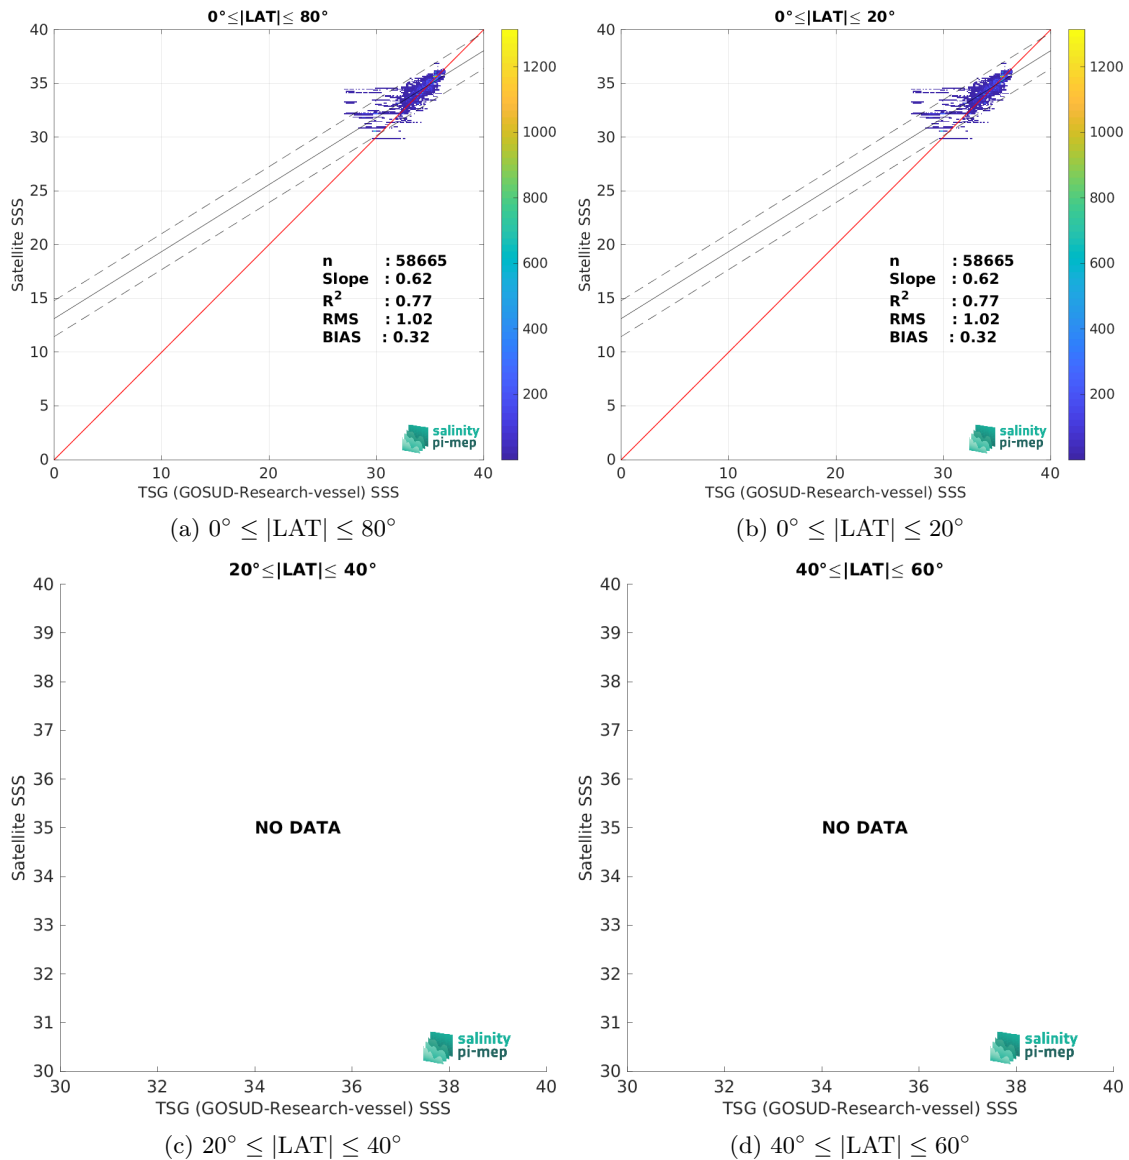 0°≤|LAT|≤ 80°
40
35
30
25
20
15
10
5
0
0
10
20
30
40
Satellite SSS
TSG (GOSUD-Research-vessel) SSS
n : 58665
Slope : 0.62
R² : 0.77
RMS : 1.02
BIAS : 0.32
salinity
pi-mep
1200
1000
800
600
400
200
(a) 0° ≤ |LAT| ≤ 80°
0°≤|LAT|≤ 20°
40
35
30
25
20
15
10
5
0
0
10
20
30
40
Satellite SSS
TSG (GOSUD-Research-vessel) SSS
n : 58665
Slope : 0.62
R² : 0.77
RMS : 1.02
BIAS : 0.32
salinity
pi-mep
1200
1000
800
600
400
200
(b) 0° ≤ |LAT| ≤ 20°
20°≤|LAT|≤ 40°
40
39
38
37
36
35
34
33
32
31
30
30
32
34
36
38
40
Satellite SSS
NO DATA
TSG (GOSUD-Research-vessel) SSS
salinity
pi-mep
(c) 20° ≤ |LAT| ≤ 40°
40°≤|LAT|≤ 60°
40
39
38
37
36
35
34
33
32
31
30
30
32
34
36
38
40
Satellite SSS
NO DATA
TSG (GOSUD-Research-vessel) SSS
salinity
pi-mep
(d) 40° ≤ |LAT| ≤ 60°